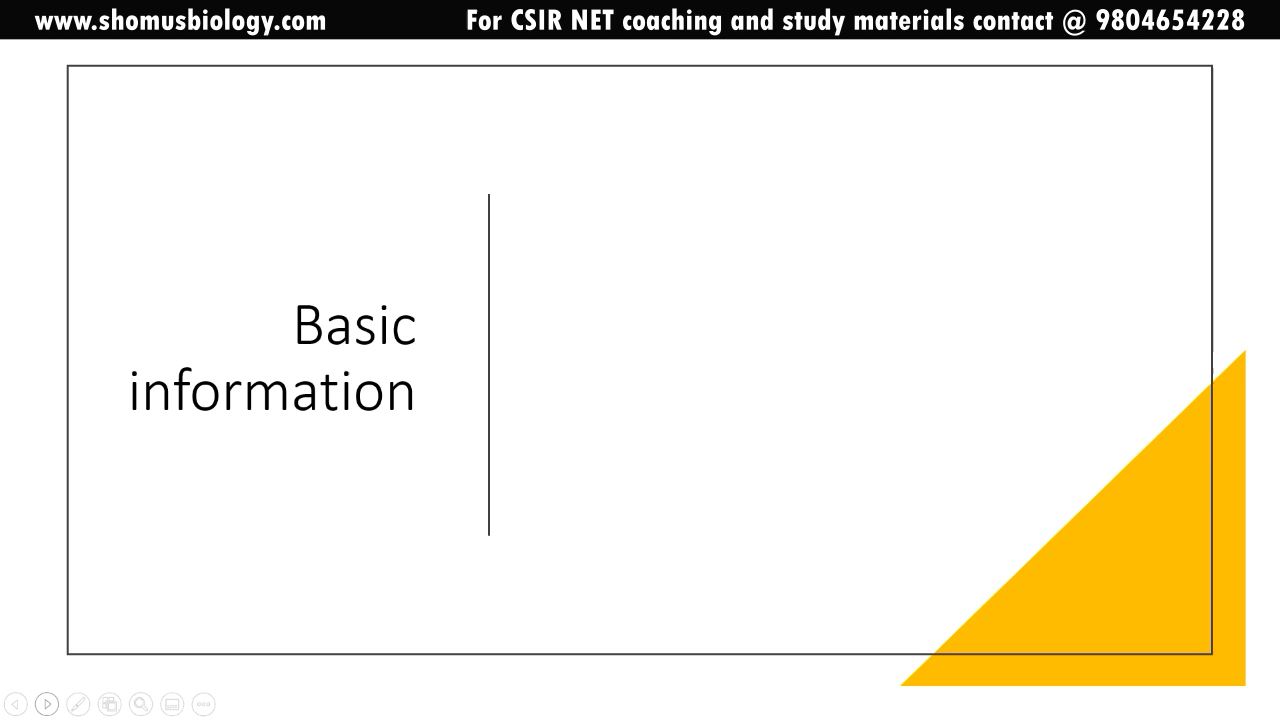 www.shomusbiology.com
For CSIR NET coaching and study materials contact @ 9804654228
Basic
information